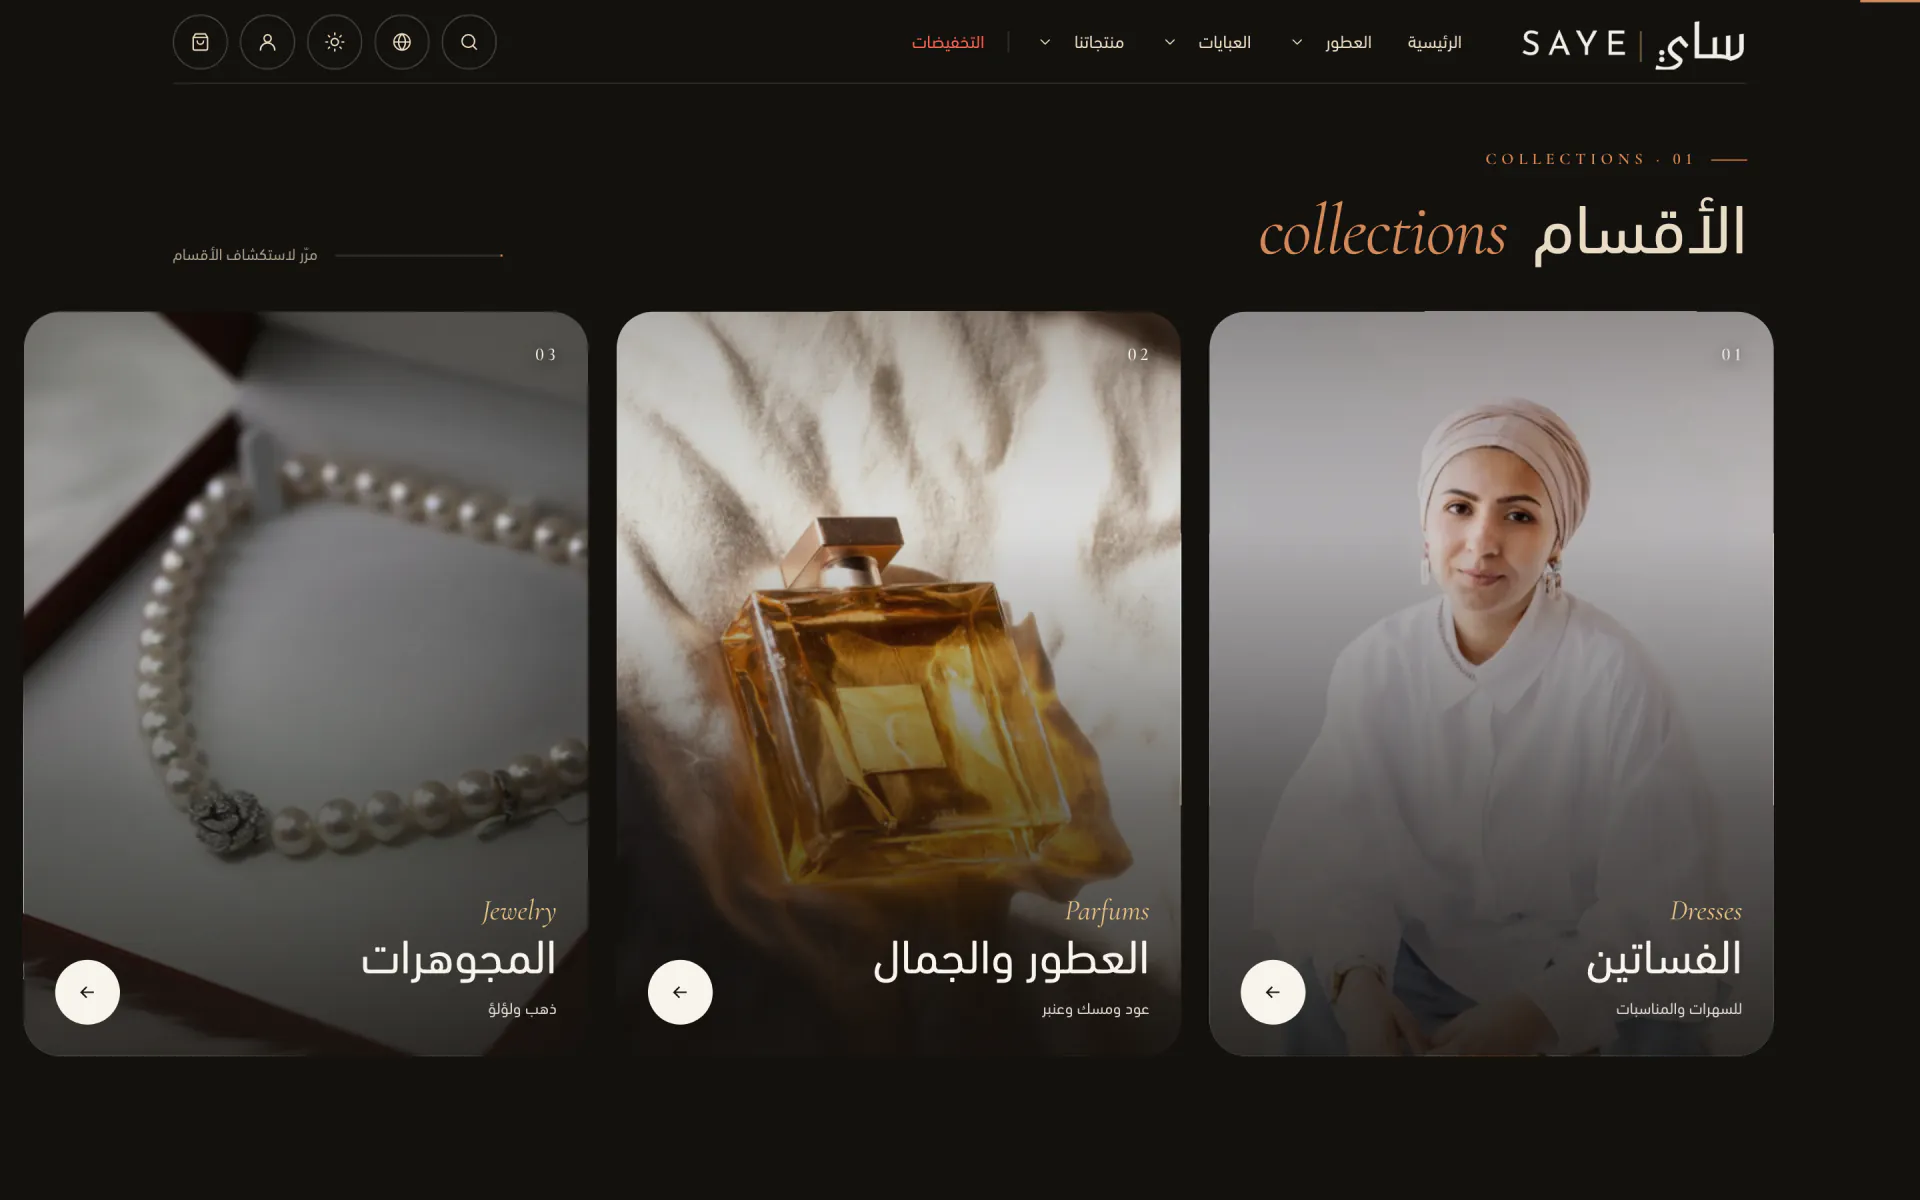 ساي | SAYE
الرئيسية
العطور
العبايات
منتجاتنا
التخفيضات
COLLECTIONS · 01
الأقسام collections
مرّر لاستكشاف الأقسام
01
Dresses
الفساتين
للسهرات والمناسبات
02
Parfums
العطور والجمال
عود ومسك وعنبر
03
Jewelry
المجوهرات
ذهب ولؤلؤ